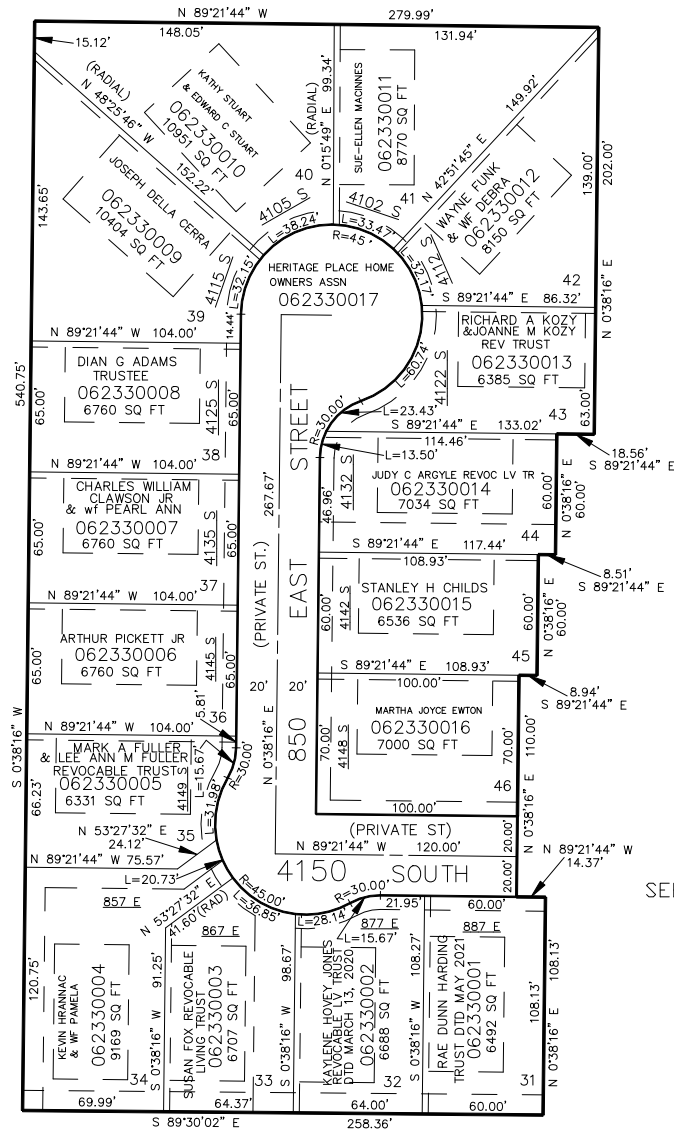 N 89°21'44" W 279.99'
148.05'
131.94'
15.12'
(RADIAL)
N 48°25'46" W
152.22'
KATHY STUART
& EDWARD C STUART
062330010
10951 SQ FT
40
4105 S
L=38.24'
(RADIAL)
N 0°15'49" E 99.34'
SUE-ELLEN MACINNES
062330011
8770 SQ FT
41
4102 S
L=33.47'
R=45'
N 42°51'45" E
149.92'
WAYNE FUNK
& WF DEBRA
062330012
8150 SQ FT
4112 S
L=32.17'
42
139.00'
202.00'
N 0°38'16" E
143.65'
JOSEPH DELLA CERRA
062330009
10404 SQ FT
4115 S
L=32.15'
39
14.44'
HERITAGE PLACE HOME
OWNERS ASSN
062330017
S 89°21'44" E 86.32'
RICHARD A KOZY
&JOANNE M KOZY
REV TRUST
062330013
6385 SQ FT
4122 S
L=60.74'
43
63.00'
N 89°21'44" W 104.00'
DIAN G ADAMS
TRUSTEE
062330008
6760 SQ FT
4125 S
65.00'
65.00'
38
540.75'
S 0°38'16" W
R=30.00'
L=23.43'
S 89°21'44" E 133.02'
114.46'
L=13.50'
18.56'
S 89°21'44" E
JUDY C ARGYLE REVOC LV TR
062330014
7034 SQ FT
4132 S
46.96'
44
60.00'
N 0°38'16" E
60.00'
N 89°21'44" W 104.00'
CHARLES WILLIAM
CLAWSON JR
& wf PEARL ANN
062330007
6760 SQ FT
4135 S
65.00'
65.00'
37
267.67'
(PRIVATE ST.)
850 EAST STREET
20'
20'
N 0°38'16" E
S 89°21'44" E 117.44'
108.93'
8.51'
S 89°21'44" E
STANLEY H CHILDS
062330015
6536 SQ FT
4142 S
60.00'
60.00'
45
N 0°38'16" E
60.00'
N 89°21'44" W 104.00'
ARTHUR PICKETT JR
062330006
6760 SQ FT
4145 S
65.00'
65.00'
36
5.81'
S 89°21'44" E 108.93'
100.00'
8.94'
S 89°21'44" E
MARTHA JOYCE EWTON
062330016
7000 SQ FT
4148 S
70.00'
70.00'
46
100.00'
N 0°38'16" E 110.00'
N 89°21'44" W 104.00'
MARK A FULLER
& LEE ANN M FULLER
REVOCABLE TRUST
062330005
6331 SQ FT
4149 S
66.23'
L=15.67'
R=30.00'
L=31.98'
35
N 53°27'32" E
24.12'
N 89°21'44" W 75.57'
L=20.73'
(PRIVATE ST)
N 89°21'44" W 120.00'
4150 SOUTH
20.00'
20.00'
N 89°21'44" W
14.37'
R=45.00'
R=30.00'
L=36.85'
L=28.14'
L=15.67'
21.95'
60.00'
N 53°27'32" E
41.60'(RAD)
857 E
867 E
877 E
887 E
KEVIN HRANNAC
& WF PAMELA
062330004
9169 SQ FT
120.75'
34
91.25'
S 0°38'16" W
SUSAN FOX REVOCABLE
LIVING TRUST
062330003
6707 SQ FT
33
98.67'
S 0°38'16" W
KAYLENE HOVEY JONES
REVOCABLE LV TRUST
DTD MARCH 13, 2020
062330002
6688 SQ FT
32
108.27'
S 0°38'16" W
RAE DUNN HARDING
TRUST DTD MAY 2021
062330001
6492 SQ FT
31
108.13'
N 0°38'16" E 108.13'
69.99'
64.37'
64.00'
60.00'
S 89°30'02" E 258.36'